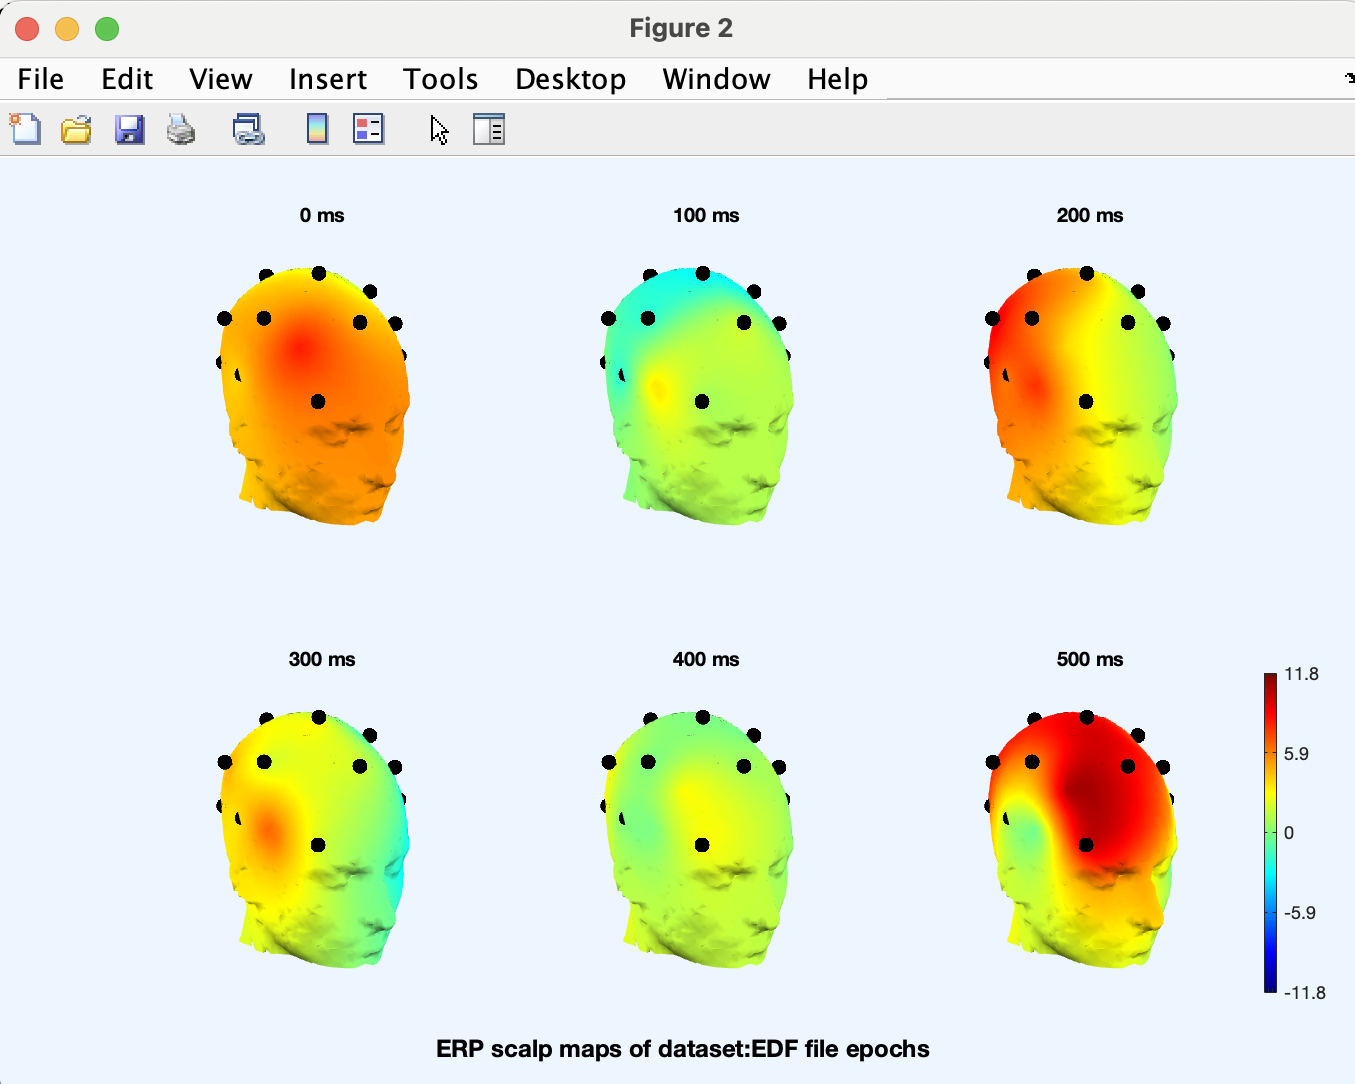 Figure 2
File Edit View Insert Tools Desktop Window Help
0 ms
100 ms
200 ms
300 ms
400 ms
500 ms
11.8
5.9
0
-5.9
-11.8
ERP scalp maps of dataset:EDF file epochs